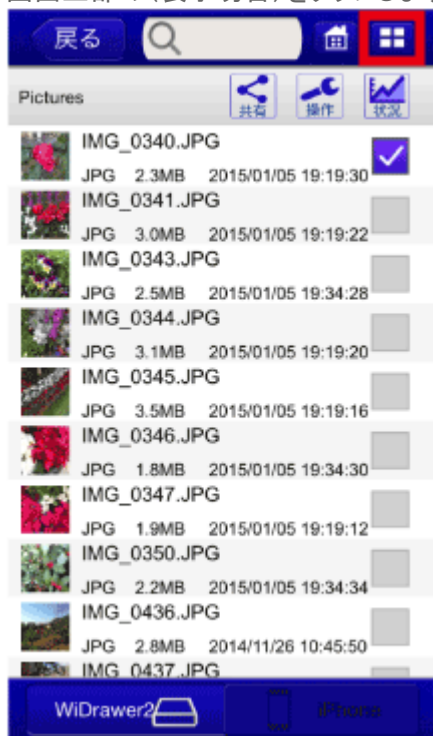 戻る
Pictures
共有 操作 状況
IMG_0340.JPG
JPG 2.3MB 2015/01/05 19:19:30
IMG_0341.JPG
JPG 3.0MB 2015/01/05 19:19:22
IMG_0343.JPG
JPG 2.5MB 2015/01/05 19:34:28
IMG_0344.JPG
JPG 3.1MB 2015/01/05 19:19:20
IMG_0345.JPG
JPG 3.5MB 2015/01/05 19:19:16
IMG_0346.JPG
JPG 1.8MB 2015/01/05 19:34:30
IMG_0347.JPG
JPG 1.9MB 2015/01/05 19:19:12
IMG_0350.JPG
JPG 2.2MB 2015/01/05 19:34:34
IMG_0436.JPG
JPG 2.8MB 2014/11/26 10:45:50
IMG_0437.JPG
WiDrawer2 iPhone